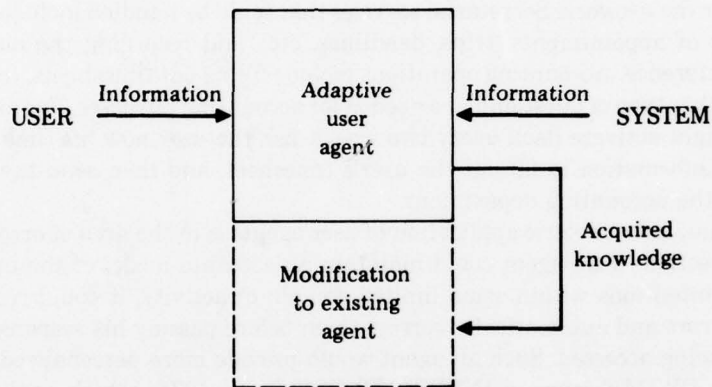 USER
Information
Adaptive
user
agent
Information
SYSTEM
Acquired
knowledge
Modification
to existing
agent